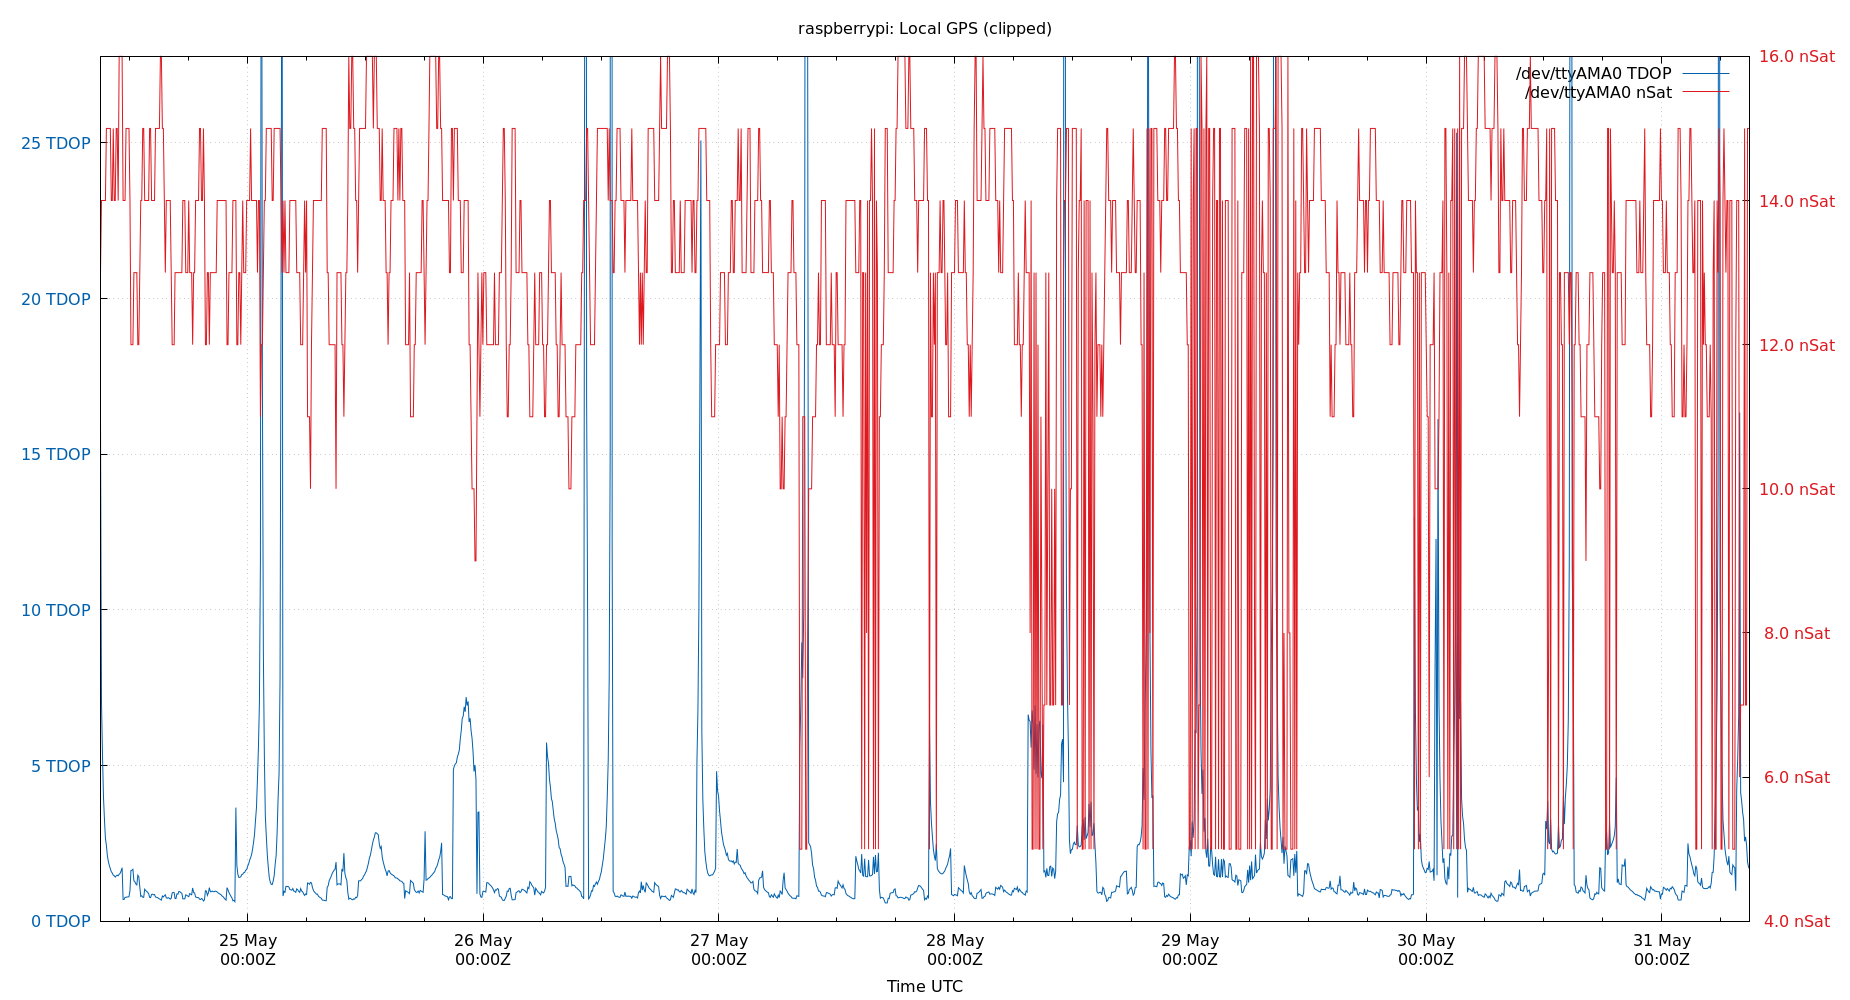 raspberrypi: Local GPS (clipped)
16.0 nSat
/dev/ttyAMA0 TDOP
/dev/ttyAMA0 nSat
25 TDOP
14.0 nSat
20 TDOP
12.0 nSat
15 TDOP
10.0 nSat
10 TDOP
8.0 nSat
5 TDOP
6.0 nSat
0 TDOP
4.0 nSat
25 May 26 May 27 May 28 May 29 May 30 May 31 May
00:00Z 00:00Z 00:00Z 00:00Z 00:00Z 00:00Z 00:00Z
Time UTC